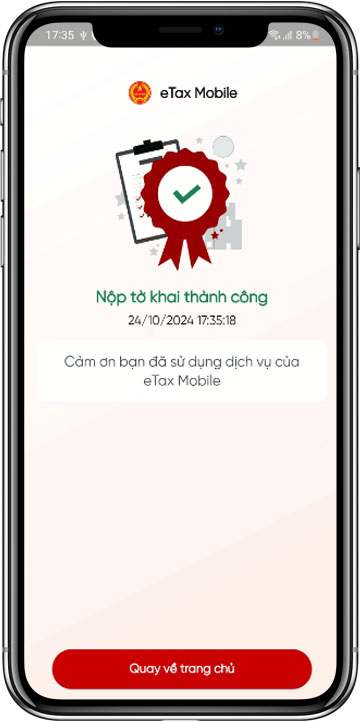 17:35
8%
eTax Mobile
Nộp tờ khai thành công
24/10/2024 17:35:18
Cảm ơn bạn đã sử dụng dịch vụ của
eTax Mobile
Quay về trang chủ